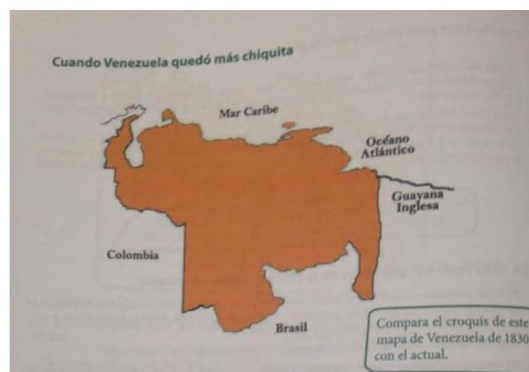 Cuando Venezuela quedó más chiquita
Mar Caribe
Océano
Atlántico
Guayana
Inglesa
Colombia
Brasil
Compara el croquis de este
mapa de Venezuela de 1830
con el actual.